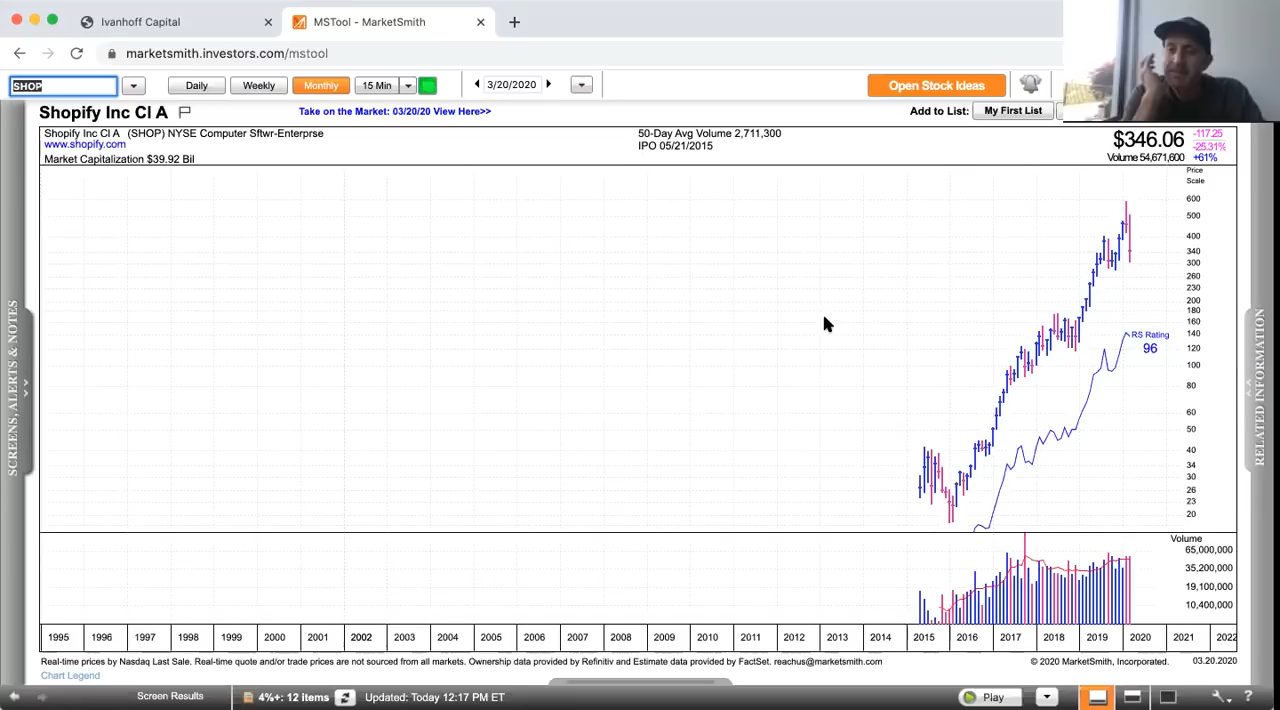 Ivanhoff Capital
MSTool - MarketSmith
marketsmith.investors.com/mstool
SHOP
Daily
Weekly
Monthly
15 Min
3/20/2020
Open Stock Ideas
Shopify Inc Cl A
Take on the Market: 03/20/20 View Here>>
Add to List:
My First List
Shopify Inc Cl A (SHOP) NYSE Computer Sftwr-Enterprse
50-Day Avg Volume 2,711,300
$346.06
-117.25
www.shopify.com
IPO 05/21/2015
-25.31%
Market Capitalization $39.92 Bil
Volume 54,671,600 +61%
Price
Scale
600
500
400
340
300
260
230
200
180
160
140
120
100
80
60
50
40
34
30
26
23
20
RS Rating
96
SCREENS, ALERTS & NOTES
RELATED INFORMATION
Volume
65,000,000
35,200,000
19,100,000
10,400,000
1995 1996 1997 1998 1999 2000 2001 2002 2003 2004 2005 2006 2007 2008 2009 2010 2011 2012 2013 2014 2015 2016 2017 2018 2019 2020 2021 2022
Real-time prices by Nasdaq Last Sale. Real-time quote and/or trade prices are not sourced from all markets. Ownership data provided by Refinitiv and Estimate data provided by FactSet. reachus@marketsmith.com
© 2020 MarketSmith, Incorporated.
03.20.2020
Chart Legend
Screen Results
4%+: 12 items
Updated: Today 12:17 PM ET
Play
?